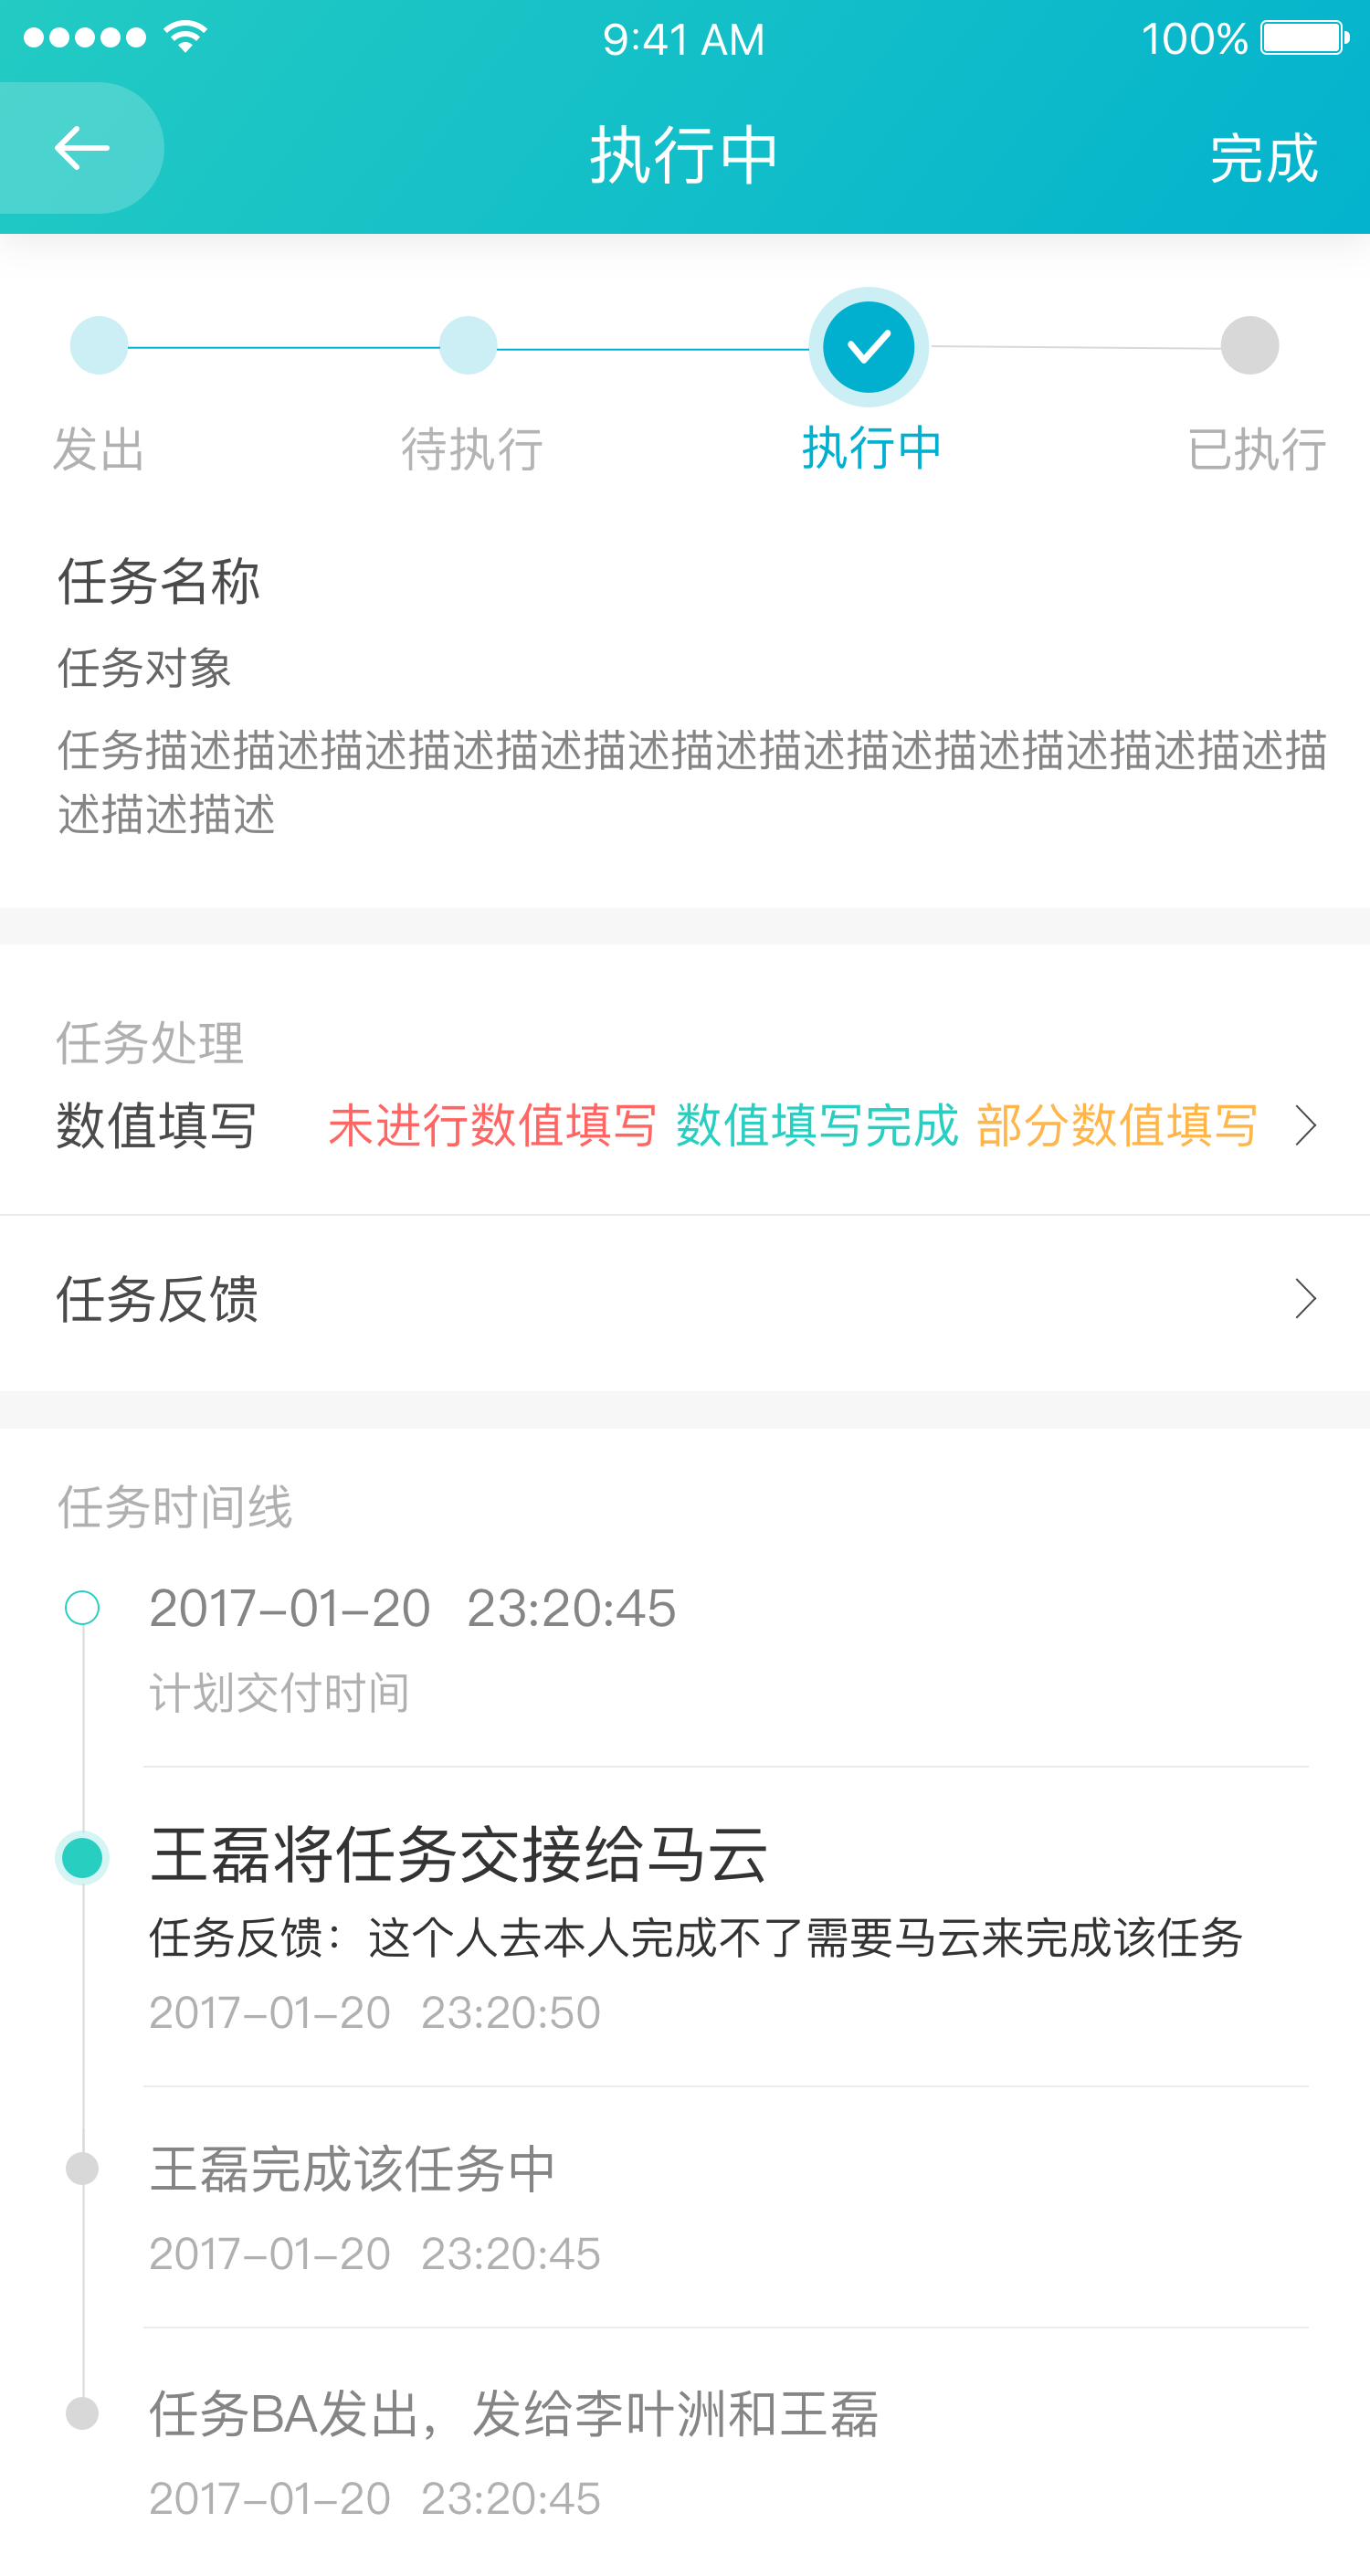 9:41 AM 100%
执行中 完成
发出 待执行 执行中 已执行
任务名称
任务对象
任务描述描述描述描述描述描述描述描述描述描述描述描述描述描
述描述描述
任务处理
数值填写 未进行数值填写 数值填写完成 部分数值填写
任务反馈
任务时间线
2017-01-20 23:20:45
计划交付时间
王磊将任务交接给马云
任务反馈：这个人去本人完成不了需要马云来完成该任务
2017-01-20 23:20:50
王磊完成该任务中
2017-01-20 23:20:45
任务BA发出，发给李叶洲和王磊
2017-01-20 23:20:45